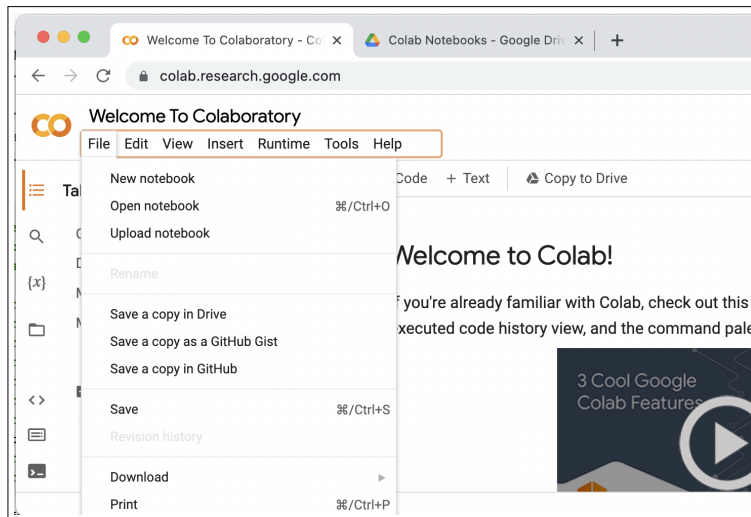 Welcome To Colaboratory - Co
Colab Notebooks - Google Driv
colab.research.google.com
Welcome To Colaboratory
File Edit View Insert Runtime Tools Help
Code + Text Copy to Drive
New notebook
Open notebook ⌘/Ctrl+O
Upload notebook
Rename
Save a copy in Drive
Save a copy as a GitHub Gist
Save a copy in GitHub
Save ⌘/Ctrl+S
Revision history
Download
Print ⌘/Ctrl+P
Ta
{x}
Welcome to Colab!
f you're already familiar with Colab, check out this
executed code history view, and the command pale
3 Cool Google
Colab Features